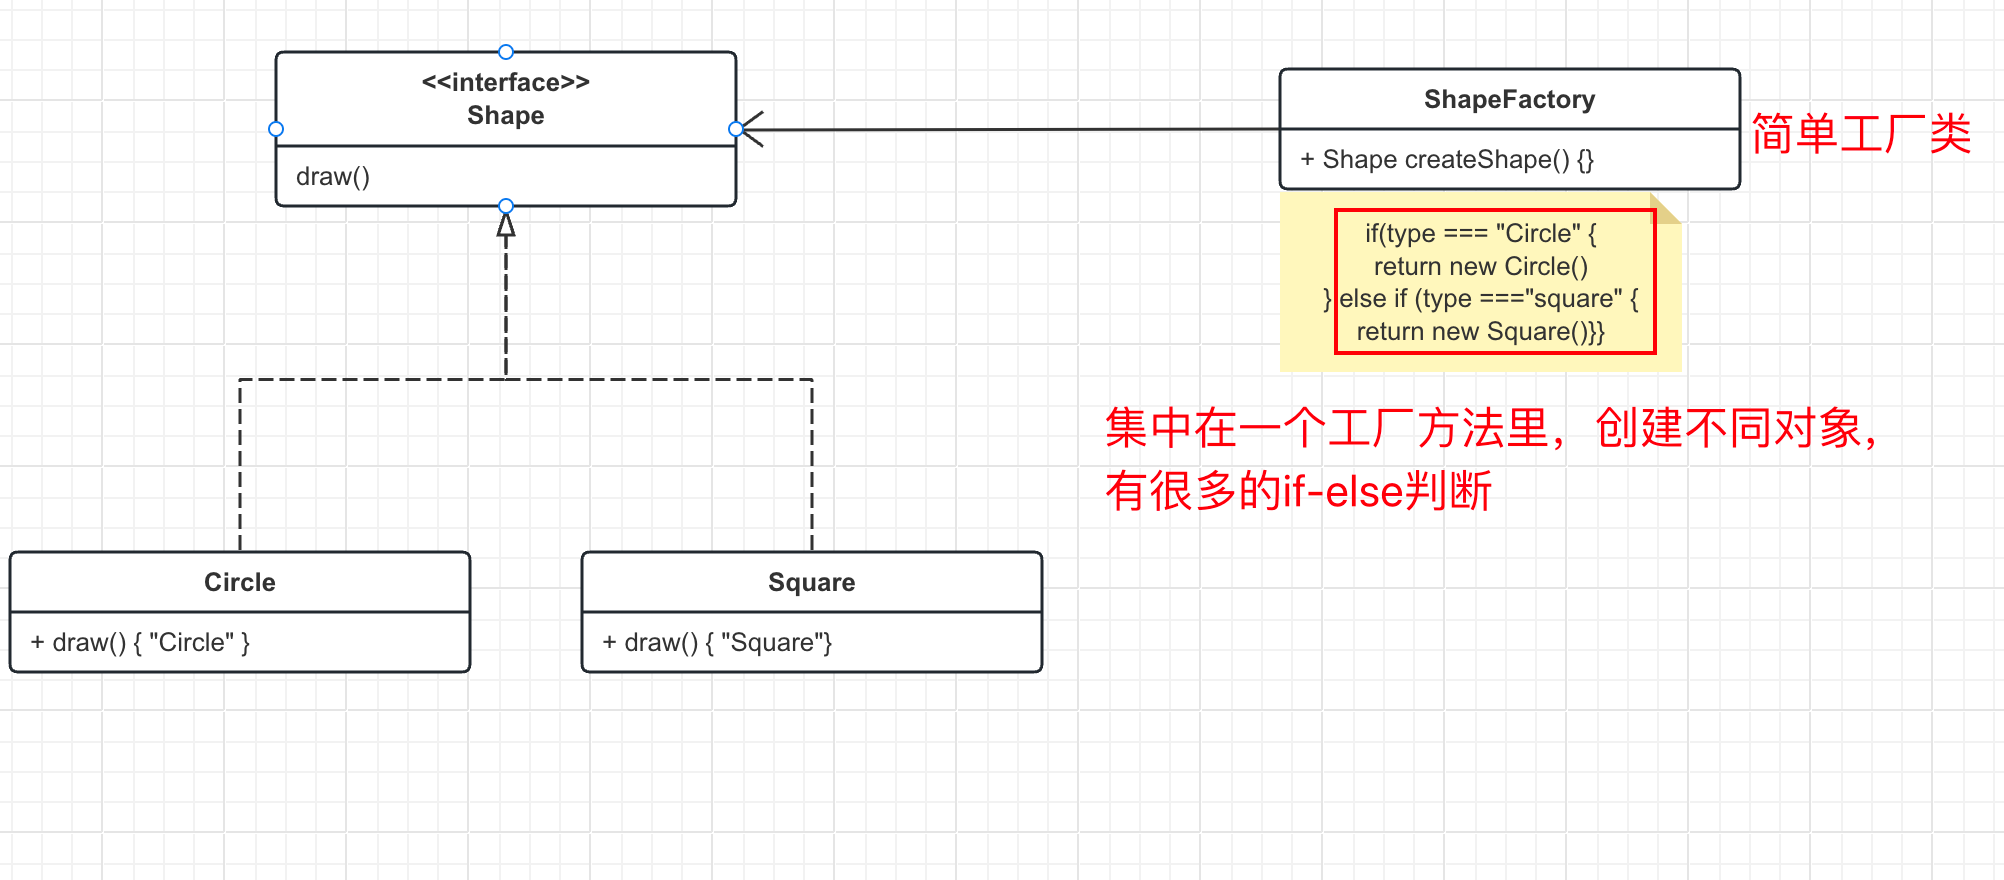 <<interface>>
Shape
draw()
ShapeFactory
+ Shape createShape() {}
简单工厂类
if(type === "Circle" {
return new Circle()
} else if (type ==="square" {
return new Square()}}
集中在一个工厂方法里，创建不同对象，
有很多的if-else判断
Circle
+ draw() { "Circle" }
Square
+ draw() { "Square"}